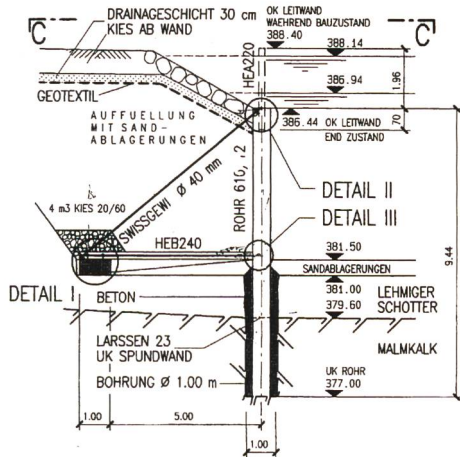 DRAINAGESCHICHT 30 cm
KIES AB WAND
GEOTEXTIL
AUFFUELLUNG
MIT SAND-
ABLAGERUNGEN
C
C
OK LEITWAND
WAEHREND BAUZUSTAND
388.40
388.14
386.94
386.44
OK LEITWAND
END ZUSTAND
1.96
70
9.44
HEA220
ROHR 610,
SWISSGEWI Ø 40 mm
4 m3 KIES 20/60
HEB240
DETAIL I
DETAIL II
DETAIL III
381.50
SANDABLAGERUNGEN
381.00
379.60
LEHMIGER
SCHOTTER
MALMKALK
BETON
LARSSEN 23
UK SPUNDWAND
BOHRUNG Ø 1.00 m
UK ROHR
377.00
1.00
5.00
1.00